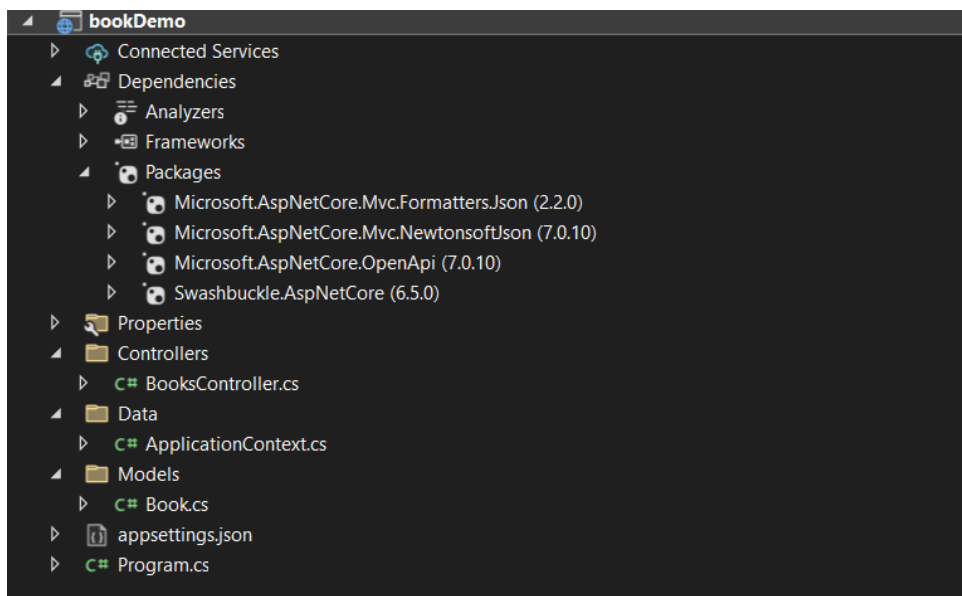 bookDemo
Connected Services
Dependencies
Analyzers
Frameworks
Packages
Microsoft.AspNetCore.Mvc.Formatters.Json (2.2.0)
Microsoft.AspNetCore.Mvc.NewtonsoftJson (7.0.10)
Microsoft.AspNetCore.OpenApi (7.0.10)
Swashbuckle.AspNetCore (6.5.0)
Properties
Controllers
C# BooksController.cs
Data
C# ApplicationContext.cs
Models
C# Book.cs
appsettings.json
C# Program.cs